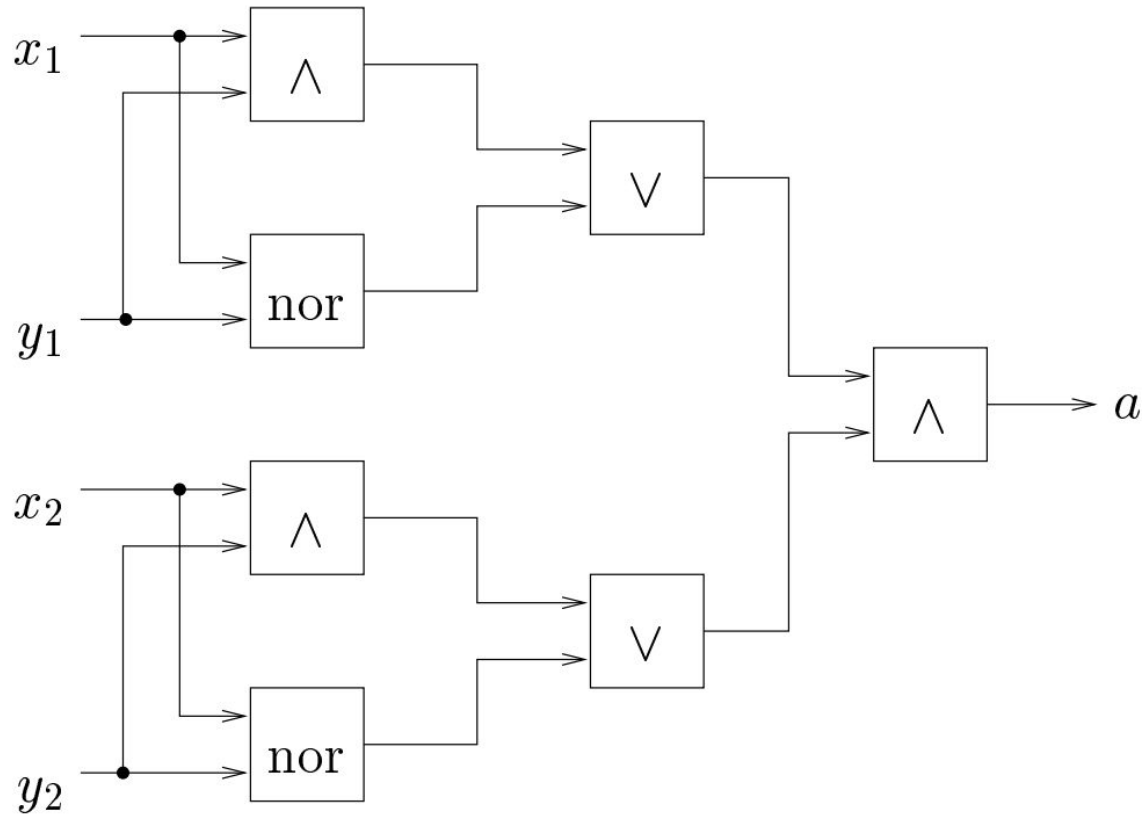 x₁
∧
∨
nor
y₁
∧
a
x₂
∧
∨
nor
y₂